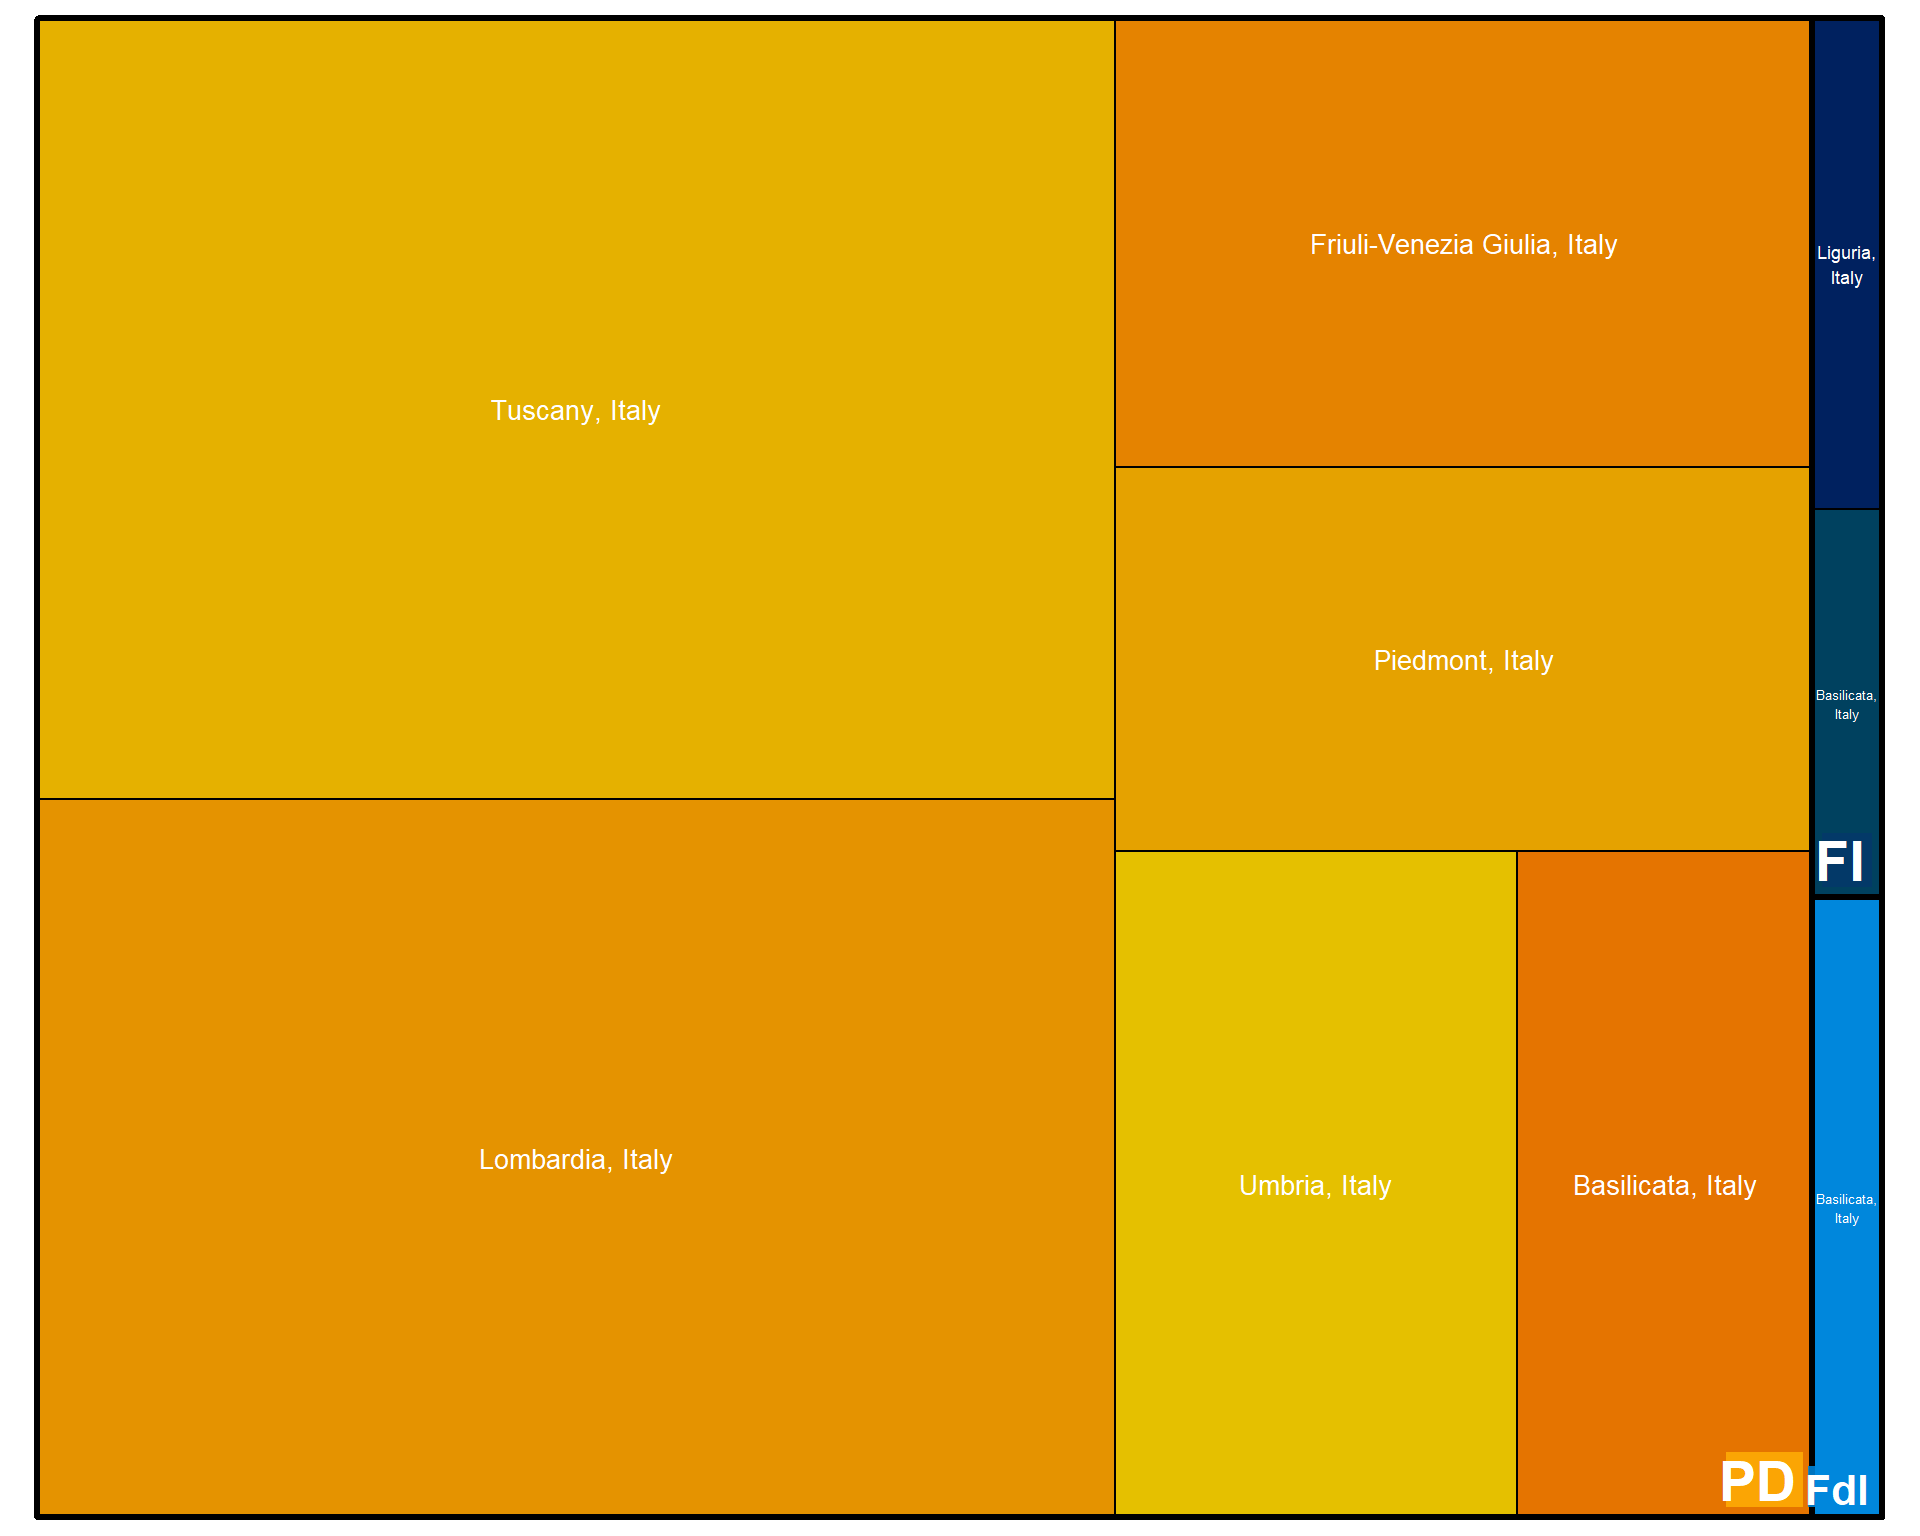 Tuscany, Italy
Lombardia, Italy
Friuli-Venezia Giulia, Italy
Piedmont, Italy
Umbria, Italy
Basilicata, Italy
PD
Liguria,
Italy
Basilicata,
Italy
FI
Basilicata,
Italy
FdI